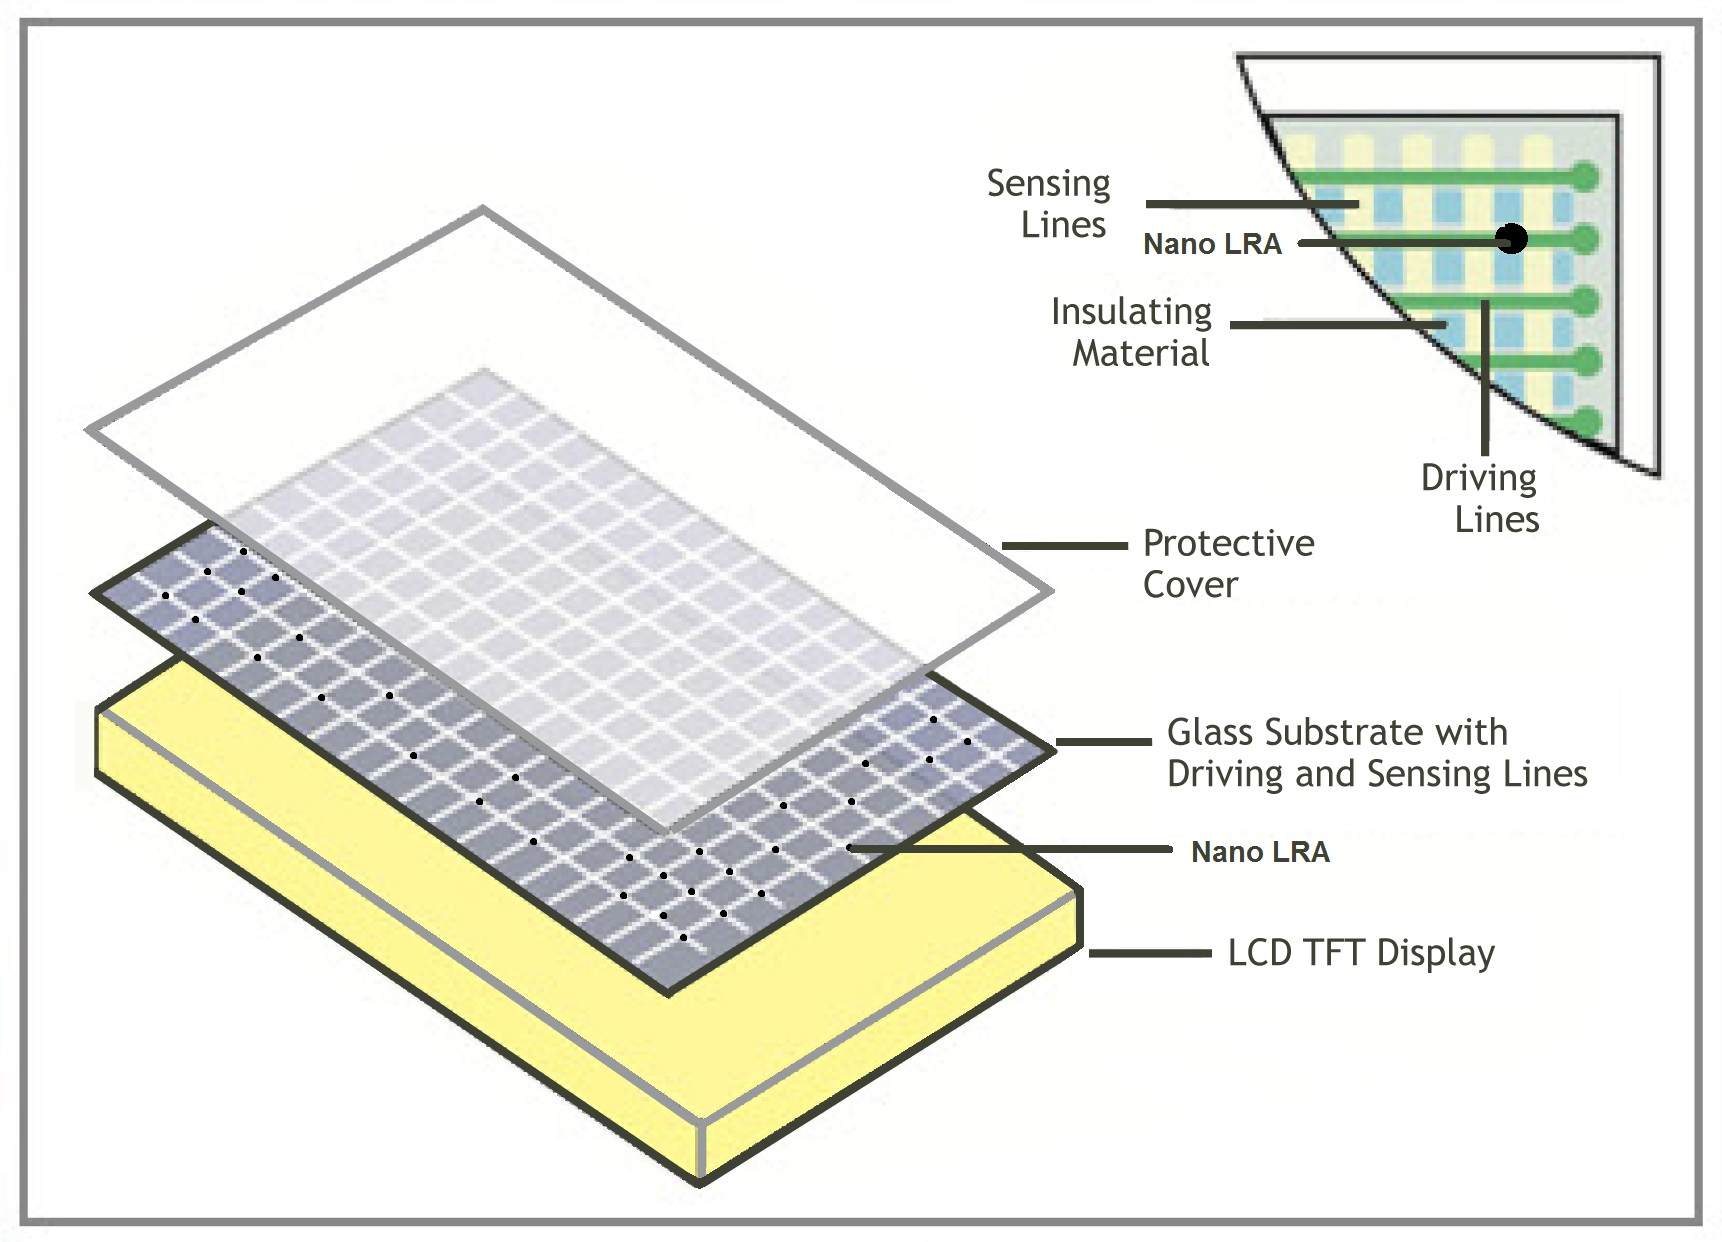 Sensing
Lines
Nano LRA
Insulating
Material
Driving
Lines
Protective
Cover
Glass Substrate with
Driving and Sensing Lines
Nano LRA
LCD TFT Display